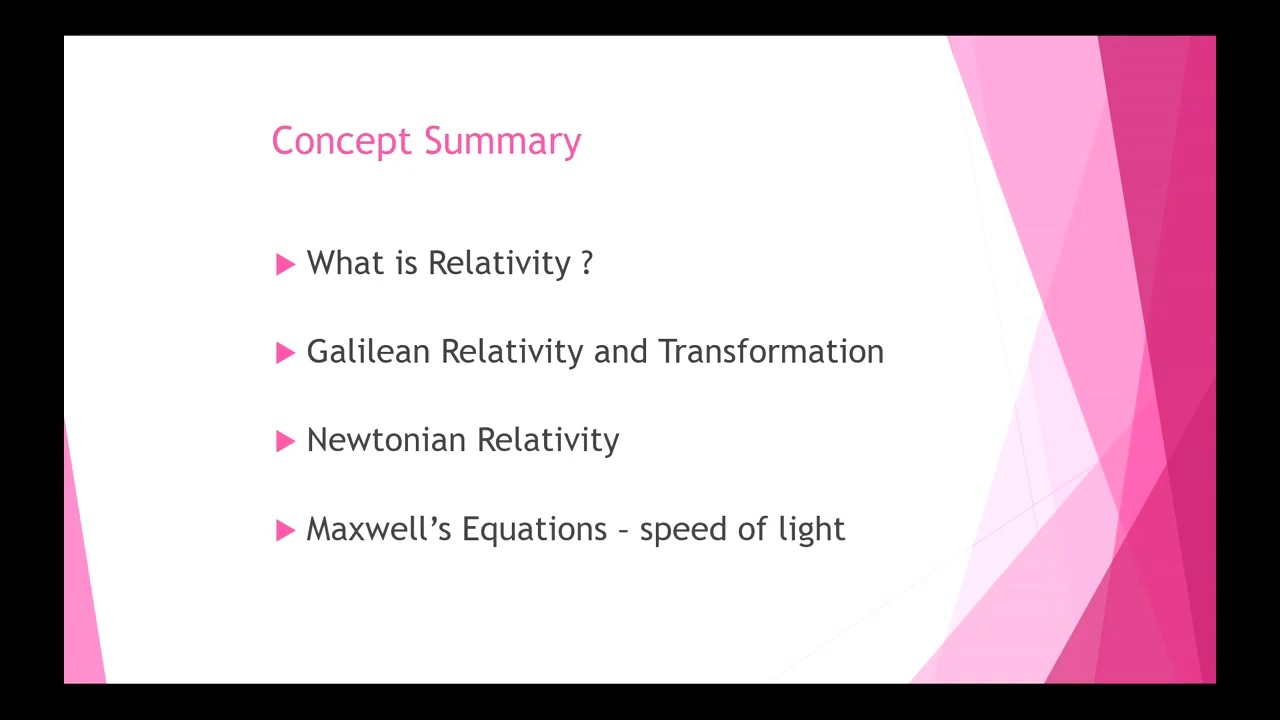 Concept Summary
What is Relativity ?
Galilean Relativity and Transformation
Newtonian Relativity
Maxwell’s Equations – speed of light